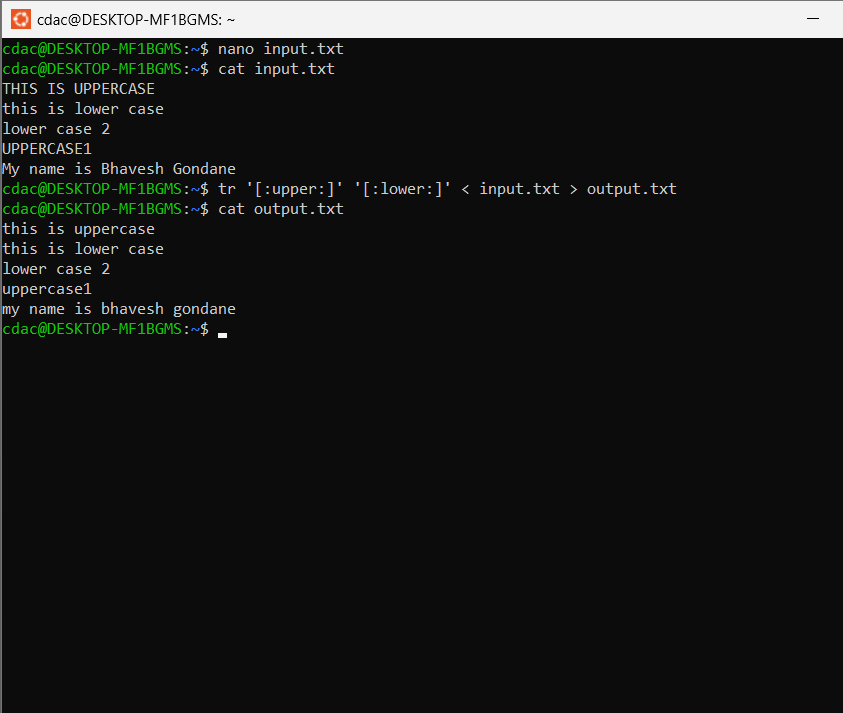 cdac@DESKTOP-MF1BGMS: ~
cdac@DESKTOP-MF1BGMS:~$ nano input.txt
cdac@DESKTOP-MF1BGMS:~$ cat input.txt
THIS IS UPPERCASE
this is lower case
lower case 2
UPPERCASE1
My name is Bhavesh Gondane
cdac@DESKTOP-MF1BGMS:~$ tr '[:upper:]' '[:lower:]' < input.txt > output.txt
cdac@DESKTOP-MF1BGMS:~$ cat output.txt
this is uppercase
this is lower case
lower case 2
uppercase1
my name is bhavesh gondane
cdac@DESKTOP-MF1BGMS:~$